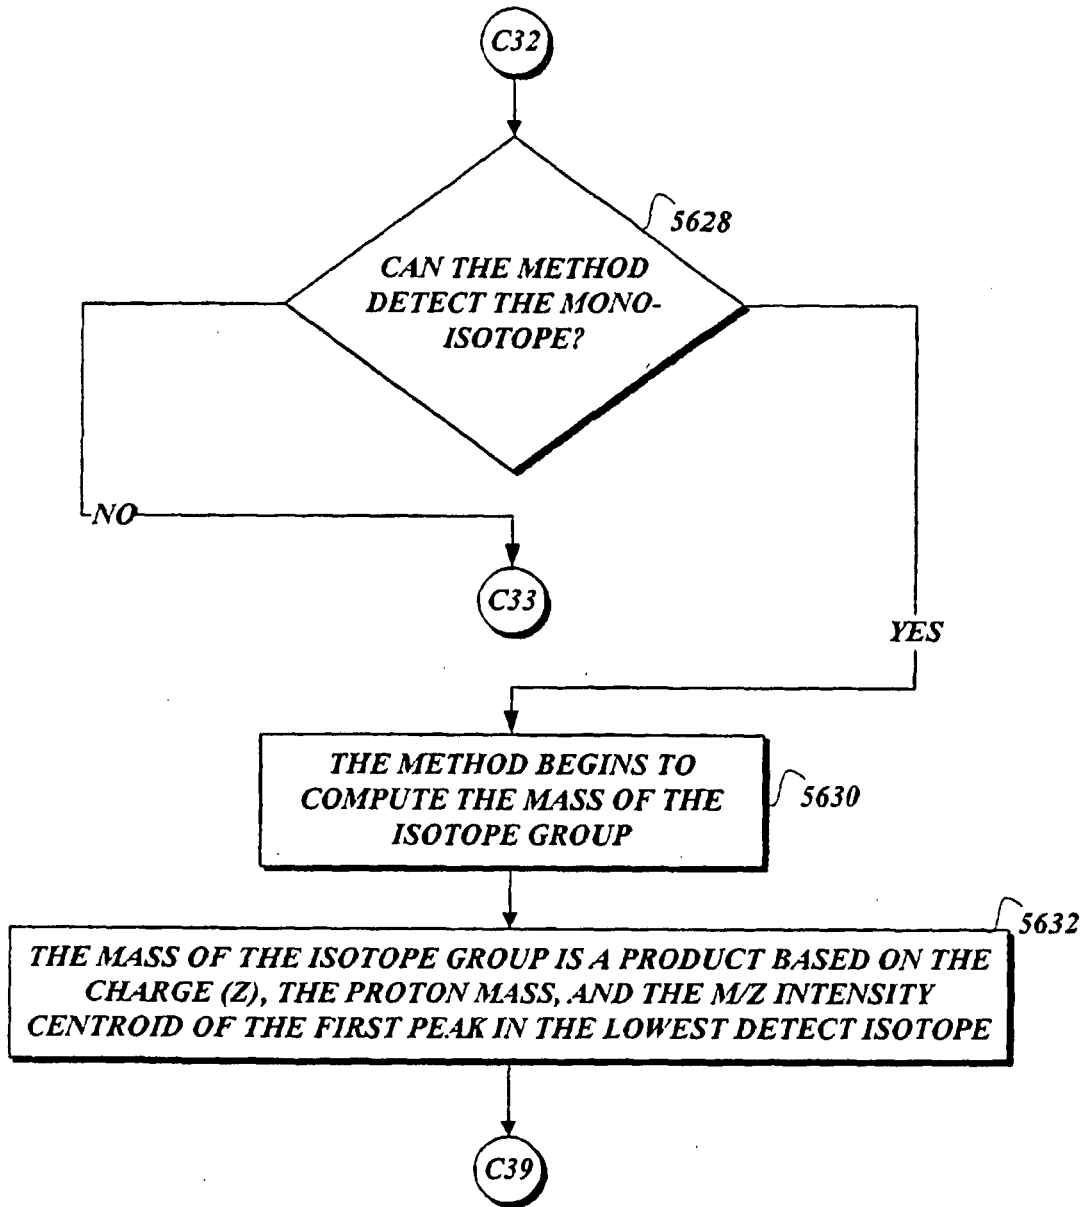 C32
5628
CAN THE METHOD
DETECT THE MONO-
ISOTOPE?
NO
C33
YES
THE METHOD BEGINS TO
COMPUTE THE MASS OF THE
ISOTOPE GROUP
5630
5632
THE MASS OF THE ISOTOPE GROUP IS A PRODUCT BASED ON THE
CHARGE (Z), THE PROTON MASS, AND THE M/Z INTENSITY
CENTROID OF THE FIRST PEAK IN THE LOWEST DETECT ISOTOPE
C39